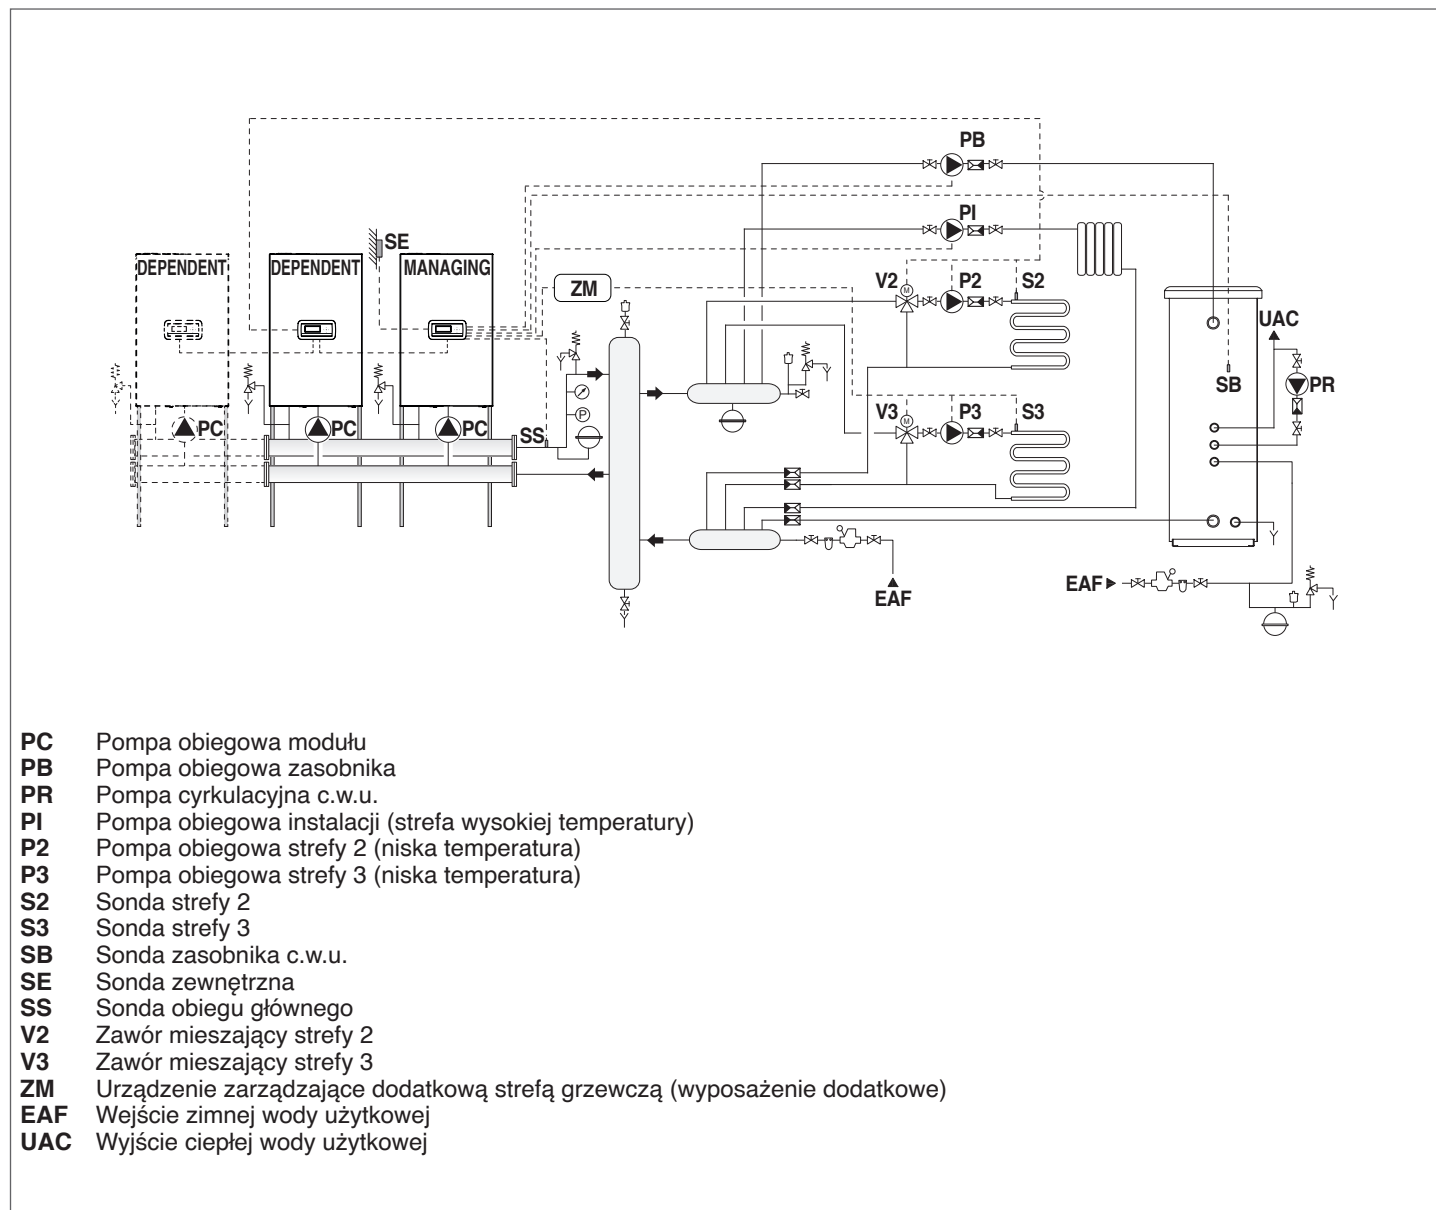 PB
PI
SE
DEPENDENT
DEPENDENT
MANAGING
ZM
V2
M
P2
S2
UAC
SB
PR
PC
PC
PC
SS
P
V3
M
P3
S3
EAF
EAF
PC Pompa obiegowa modułu
PB Pompa obiegowa zasobnika
PR Pompa cyrkulacyjna c.w.u.
PI Pompa obiegowa instalacji (strefa wysokiej temperatury)
P2 Pompa obiegowa strefy 2 (niska temperatura)
P3 Pompa obiegowa strefy 3 (niska temperatura)
S2 Sonda strefy 2
S3 Sonda strefy 3
SB Sonda zasobnika c.w.u.
SE Sonda zewnętrzna
SS Sonda obiegu głównego
V2 Zawór mieszający strefy 2
V3 Zawór mieszający strefy 3
ZM Urządzenie zarządzające dodatkową strefą grzewczą (wyposażenie dodatkowe)
EAF Wejście zimnej wody użytkowej
UAC Wyjście ciepłej wody użytkowej